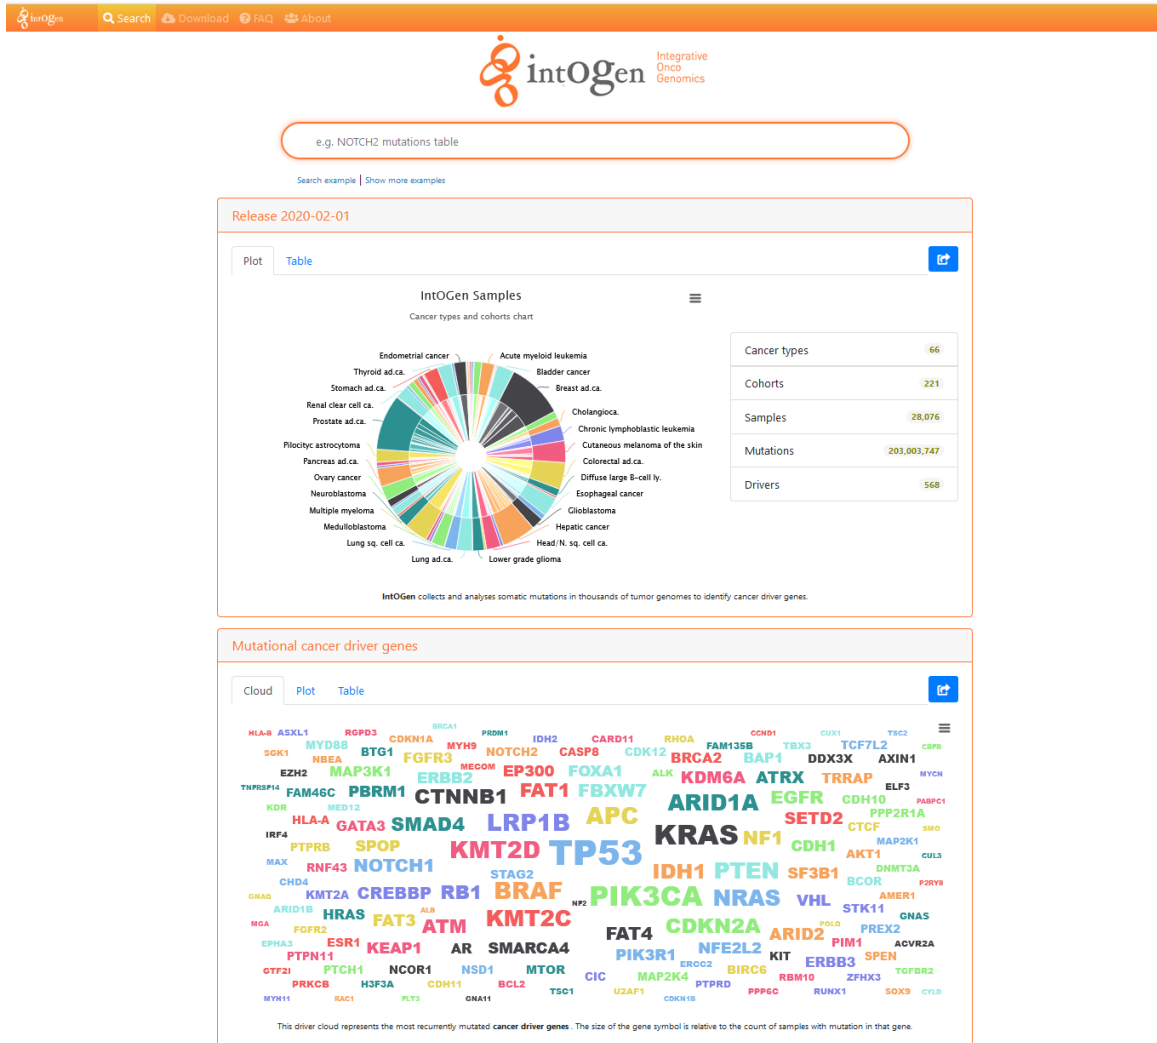 intOGen Search Download FAQ About
intOGen Integrative
Onco
Genomics
e.g. NOTCH2 mutations table
Search example | Show more examples
Release 2020-02-01
Plot Table
IntOGen Samples
Cancer types and cohorts chart
Endometrial cancer Acute myeloid leukemia
Thyroid ad.ca. Bladder cancer
Stomach ad.ca. Breast ad.ca.
Renal clear cell ca. Cholangioca.
Prostate ad.ca. Chronic lymphoblastic leukemia
Pilocityc astrocytoma Cutaneous melanoma of the skin
Pancreas ad.ca. Colorectal ad.ca.
Ovary cancer Diffuse large B-cell ly.
Neuroblastoma Esophageal cancer
Multiple myeloma Glioblastoma
Medulloblastoma Hepatic cancer
Lung sq. cell ca. Head/N. sq. cell ca.
Lung ad.ca. Lower grade glioma
Cancer types 66
Cohorts 221
Samples 28,076
Mutations 203,003,747
Drivers 568
IntOGen collects and analyses somatic mutations in thousands of tumor genomes to identify cancer driver genes.
Mutational cancer driver genes
Cloud Plot Table
BRCA1
HLA-B ASXL1 RGPD3 PRDM1 CCND1 CUX1 TSC2
CDKN1A IDH2 CARD11 RHOA
MYD88 BTG1 MYH9 NOTCH2 CASP8 CDK12 FAM135B TBX3 TCF7L2 CBFB
SGK1 NBEA FGFR3 BRCA2 BAP1 DDX3X AXIN1
EZH2 MAP3K1 ERBB2 MECOM EP300 FOXA1 ALK KDM6A ATRX TRRAP MYCN
TNFRSF14 FAM46C PBRM1 CTNNB1 FAT1 FBXW7 ARID1A EGFR CDH10 ELF3 PABPC1
KDR MED12 HLA-A GATA3 SMAD4 LRP1B APC SETD2 PPP2R1A
IRF4 PTPRB SPOP KMT2D TP53 KRAS NF1 CDH1 CTCF SMO MAP2K1
MAX RNF43 NOTCH1 STAG2 IDH1 PTEN SF3B1 AKT1 CUL3 DNMT3A
CHD4 KMT2A CREBBP RB1 BRAF NF2 PIK3CA NRAS VHL BCOR P2RY8 AMER1
GNAQ ARID1B HRAS FAT3 ALB KMT2C STK11 GNAS
MGA FGFR2 ATM FAT4 CDKN2A ARID2 POLQ PREX2
EPHA3 ESR1 KEAP1 AR SMARCA4 PIK3R1 NFE2L2 KIT PIM1 ACVR2A
PTPN11 ERCC2 BIRC6 ERBB3 SPEN
GTF2I PTCH1 NCOR1 NSD1 MTOR CIC MAP2K4 RBM10 ZFHX3 TGFBR2
PRKCB H3F3A CDH11 BCL2 TSC1 U2AF1 PTPRD PPP6C RUNX1 SOX9 CYLD
MYH11 RAC1 FLT3 GNA11 CDKN1B
This driver cloud represents the most recurrently mutated cancer driver genes . The size of the gene symbol is relative to the count of samples with mutation in that gene.